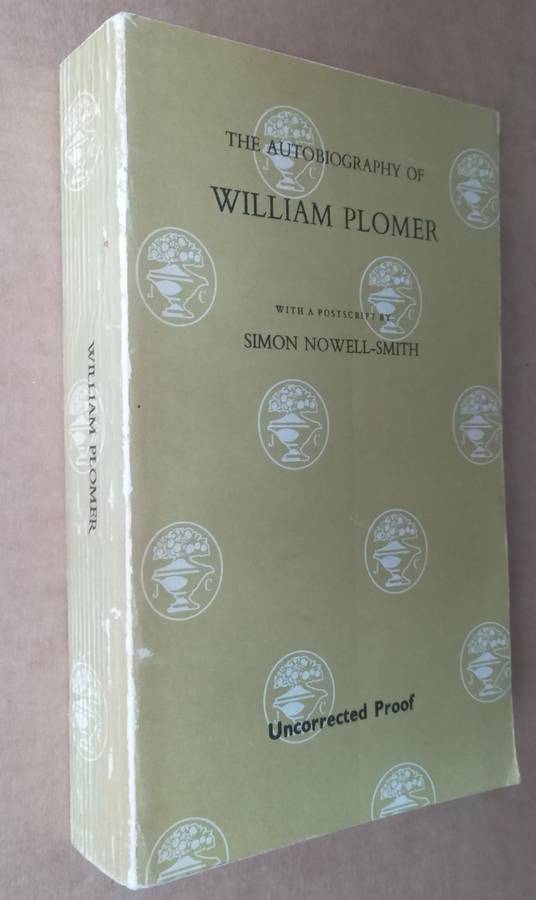 THE AUTOBIOGRAPHY OF
WILLIAM PLOMER
WITH A POSTSCRIPT BY
SIMON NOWELL-SMITH
Uncorrected Proof
WILLIAM PLOMER
J C
J C
J C
J C
J C
J C
J C
J C